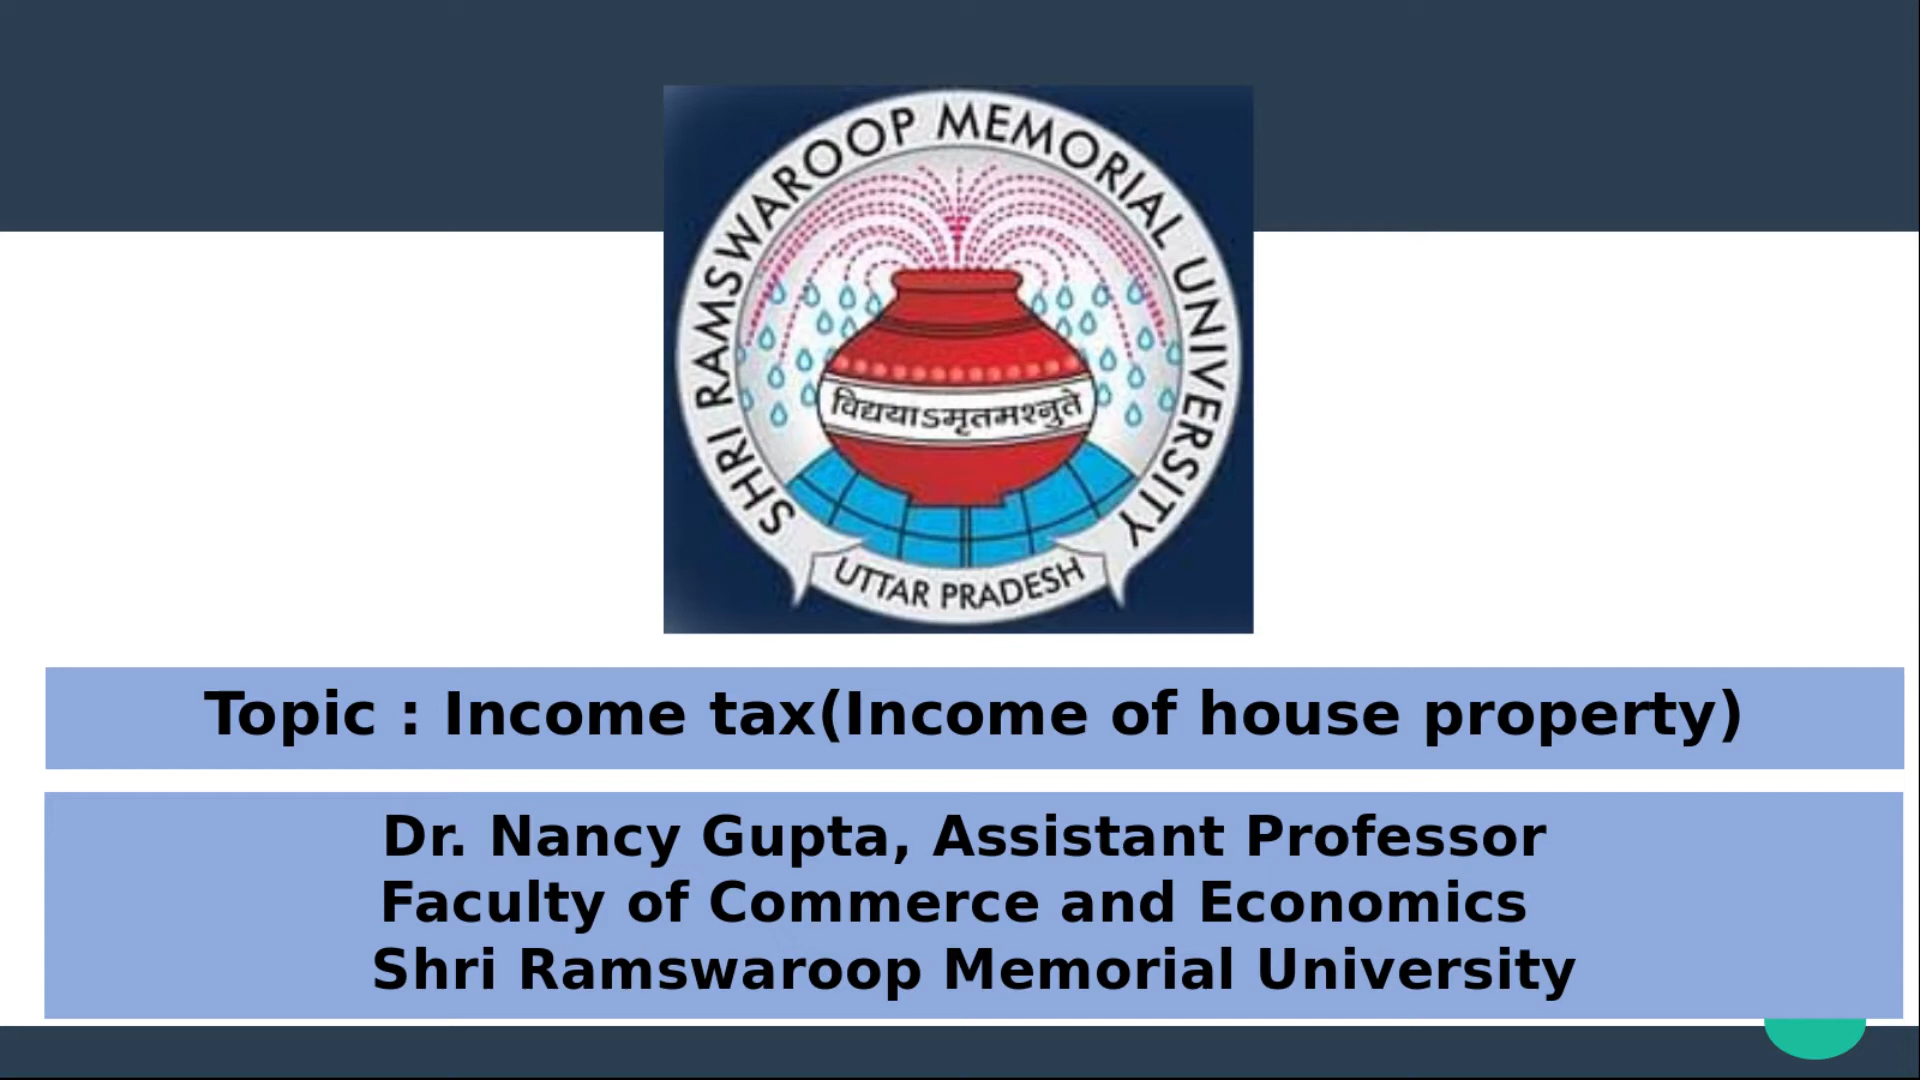 SHRI RAMSWAROOP MEMORIAL UNIVERSITY
विद्ययाऽमृतमश्नुते
UTTAR PRADESH
Topic : Income tax(Income of house property)
Dr. Nancy Gupta, Assistant Professor
Faculty of Commerce and Economics
Shri Ramswaroop Memorial University